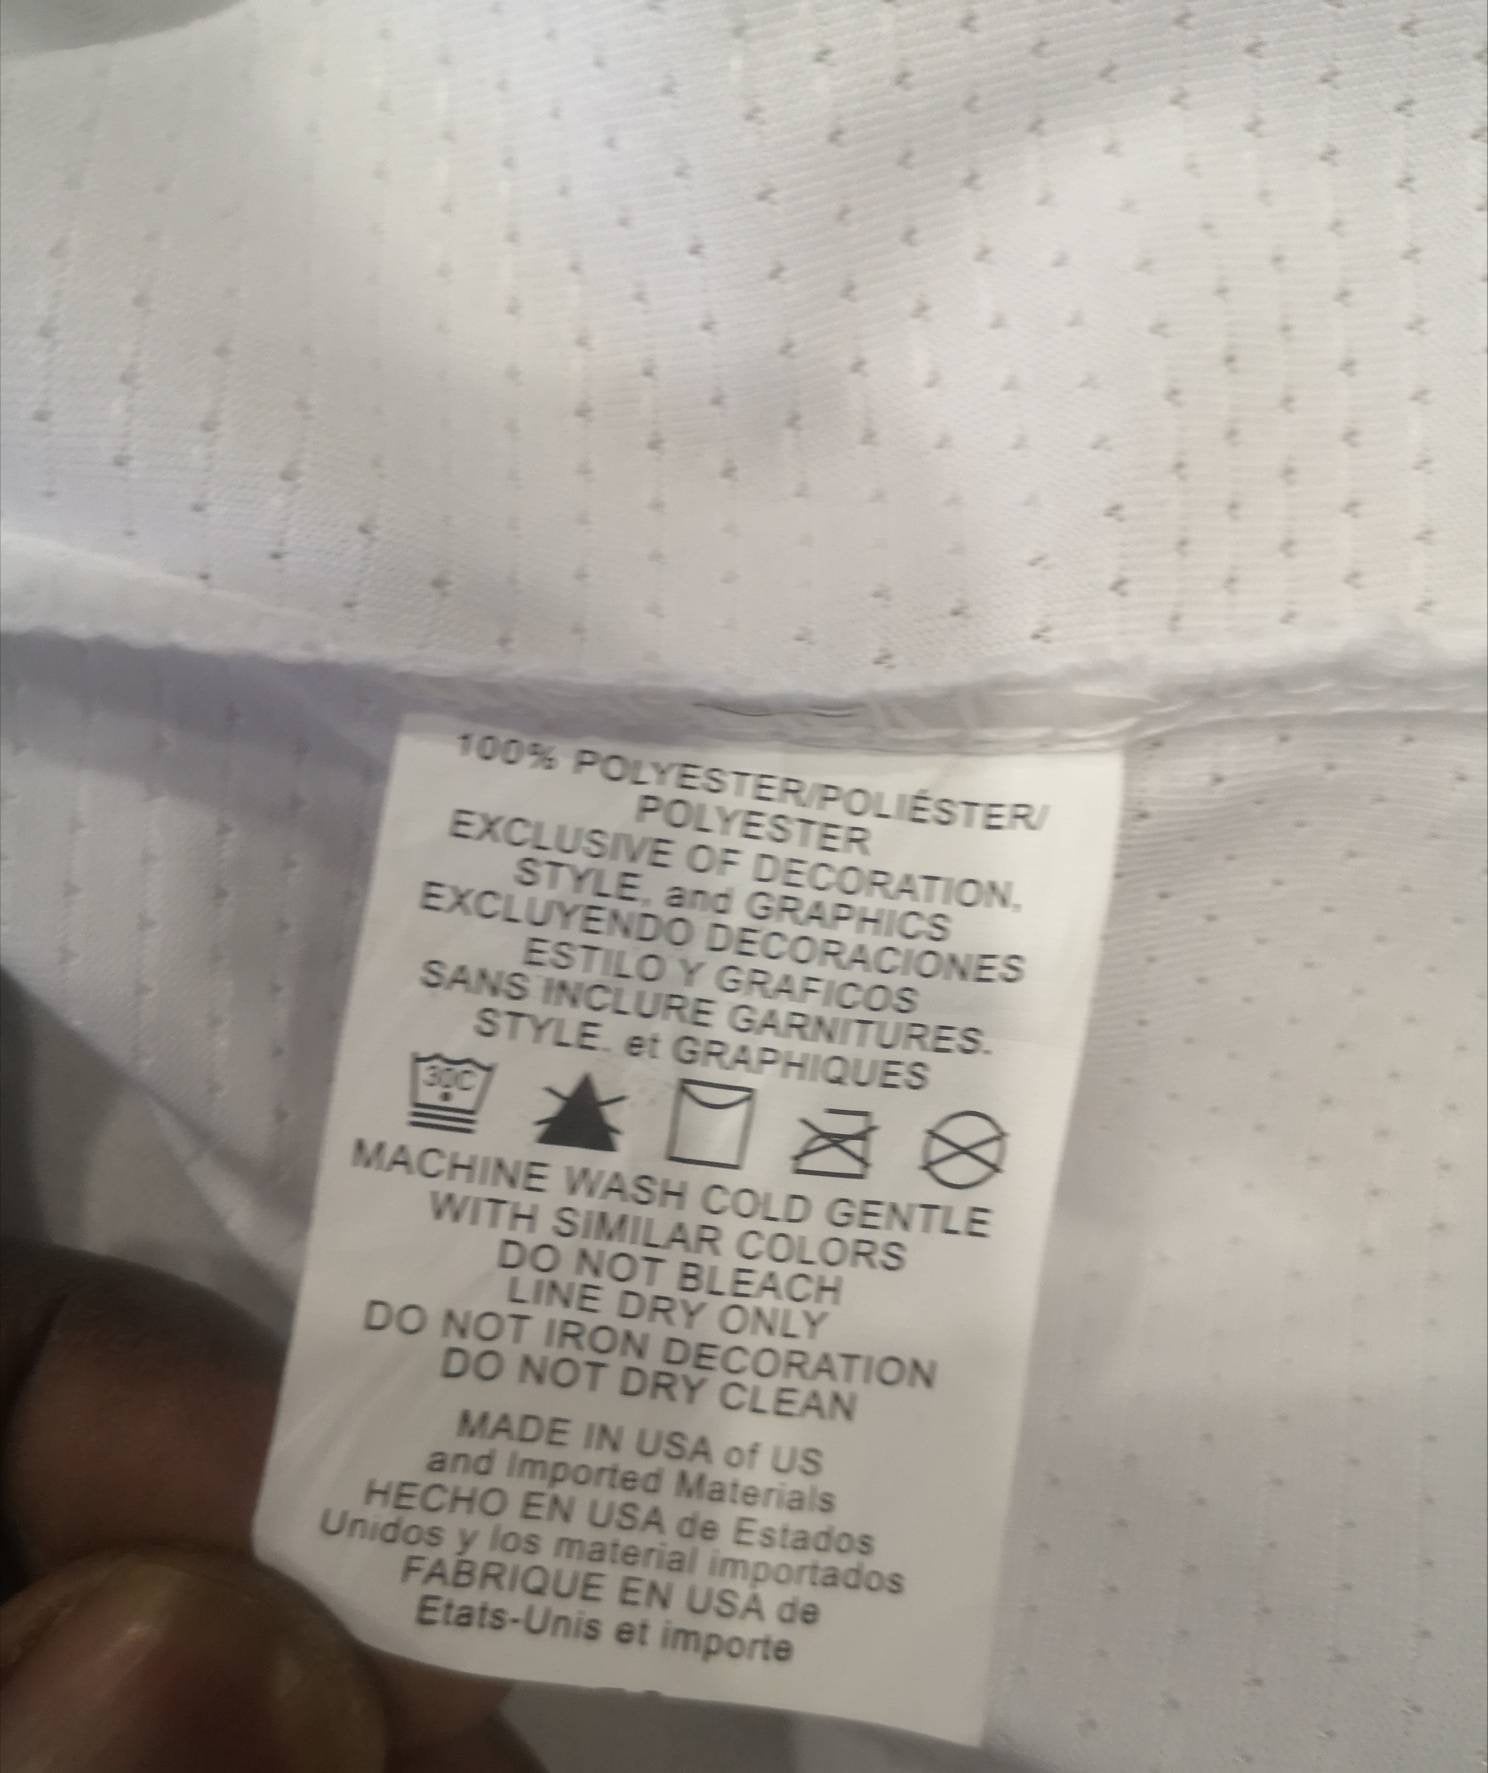 100% POLYESTER/POLIÉSTER/
POLYESTER
EXCLUSIVE OF DECORATION,
STYLE, and GRAPHICS
EXCLUYENDO DECORACIONES
ESTILO Y GRAFICOS
SANS INCLURE GARNITURES.
STYLE. et GRAPHIQUES
30C
MACHINE WASH COLD GENTLE
WITH SIMILAR COLORS
DO NOT BLEACH
LINE DRY ONLY
DO NOT IRON DECORATION
DO NOT DRY CLEAN
MADE IN USA of US
and Imported Materials
HECHO EN USA de Estados
Unidos y los material importados
FABRIQUE EN USA de
Etats-Unis et importe